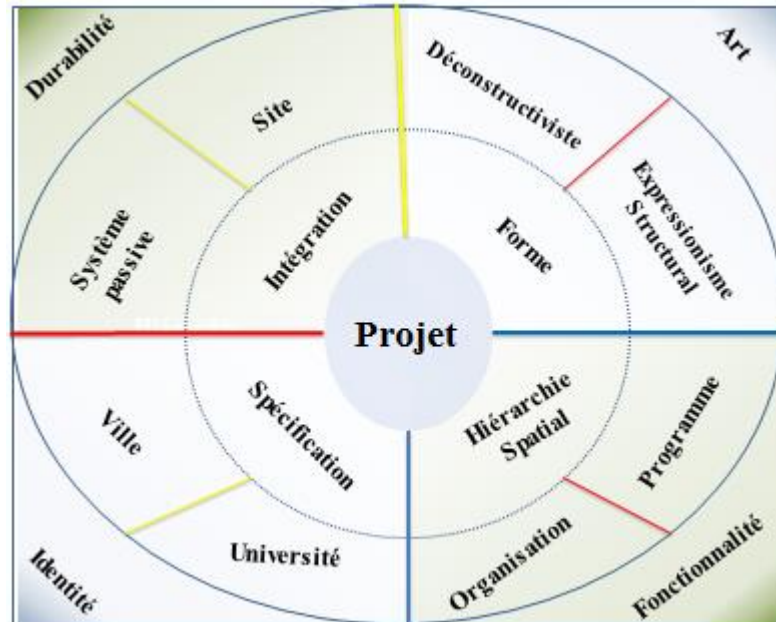 Durabilité
Art
Site
Déconstructiviste
Système
passive
Intégration
Forme
Expressionisme
Structural
Projet
Ville
Spécification
Hiérarchie
Spatial
Programme
Université
Organisation
Identité
Fonctionnalité